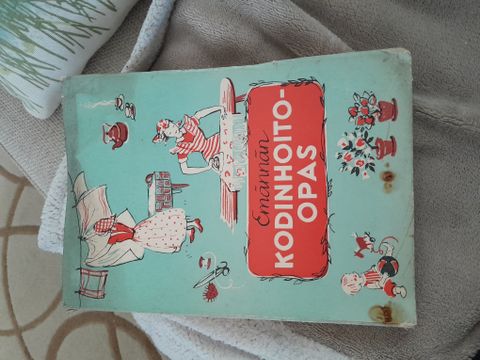 Emännän
KODINHOITO-
OPAS